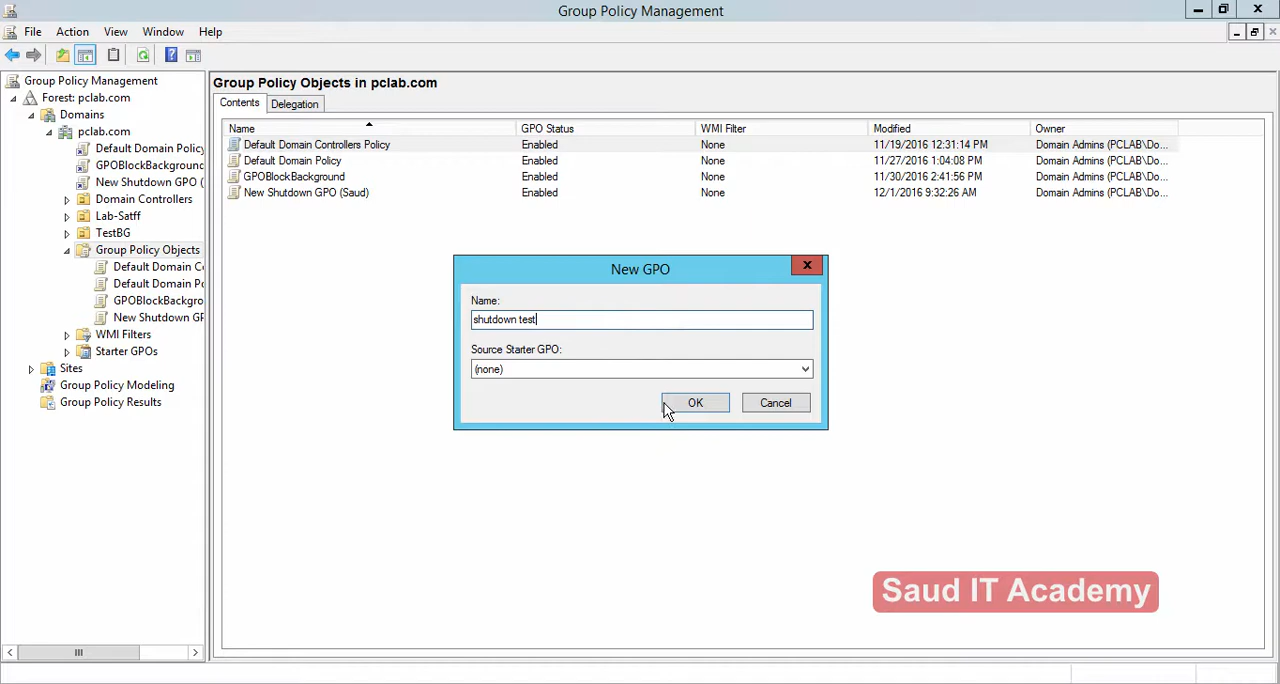 Group Policy Management
File Action View Window Help
Group Policy Management
Forest: pclab.com
Domains
pclab.com
Default Domain Policy
GPOBlockBackground
New Shutdown GPO (
Domain Controllers
Lab-Satff
TestBG
Group Policy Objects
Default Domain C
Default Domain Po
GPOBlockBackgro
New Shutdown GP
WMI Filters
Starter GPOs
Sites
Group Policy Modeling
Group Policy Results
Group Policy Objects in pclab.com
Contents Delegation
Name GPO Status WMI Filter Modified Owner
Default Domain Controllers Policy Enabled None 11/19/2016 12:31:14 PM Domain Admins (PCLAB\Do...
Default Domain Policy Enabled None 11/27/2016 1:04:08 PM Domain Admins (PCLAB\Do...
GPOBlockBackground Enabled None 11/30/2016 2:41:56 PM Domain Admins (PCLAB\Do...
New Shutdown GPO (Saud) Enabled None 12/1/2016 9:32:26 AM Domain Admins (PCLAB\Do...
New GPO
Name:
shutdown test
Source Starter GPO:
(none)
OK Cancel
Saud IT Academy